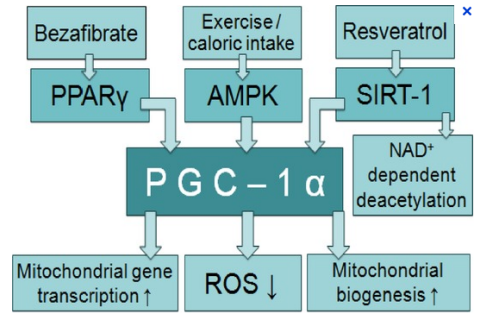 Bezafibrate
Exercise /
caloric intake
Resveratrol
PPARγ
AMPK
SIRT-1
NAD⁺
dependent
deacetylation
P G C – 1 α
Mitochondrial gene
transcription ↑
ROS ↓
Mitochondrial
biogenesis ↑